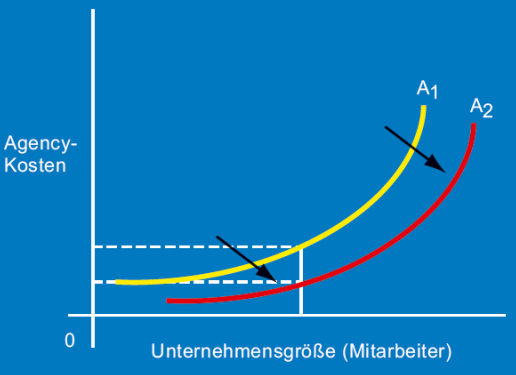 A1
A2
Agency-
Kosten
0
Unternehmensgröße (Mitarbeiter)